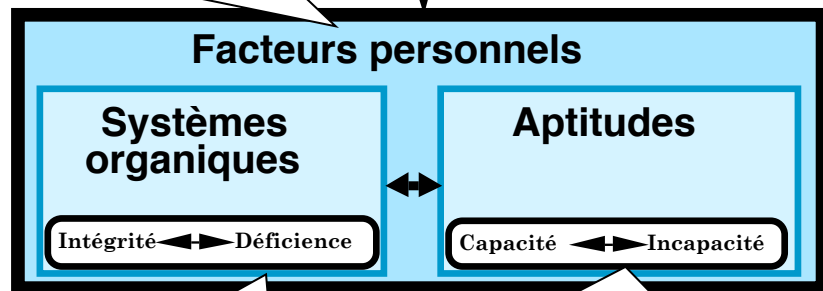 Facteurs personnels
Systèmes
organiques
Aptitudes
Intégrité Déficience
Capacité Incapacité